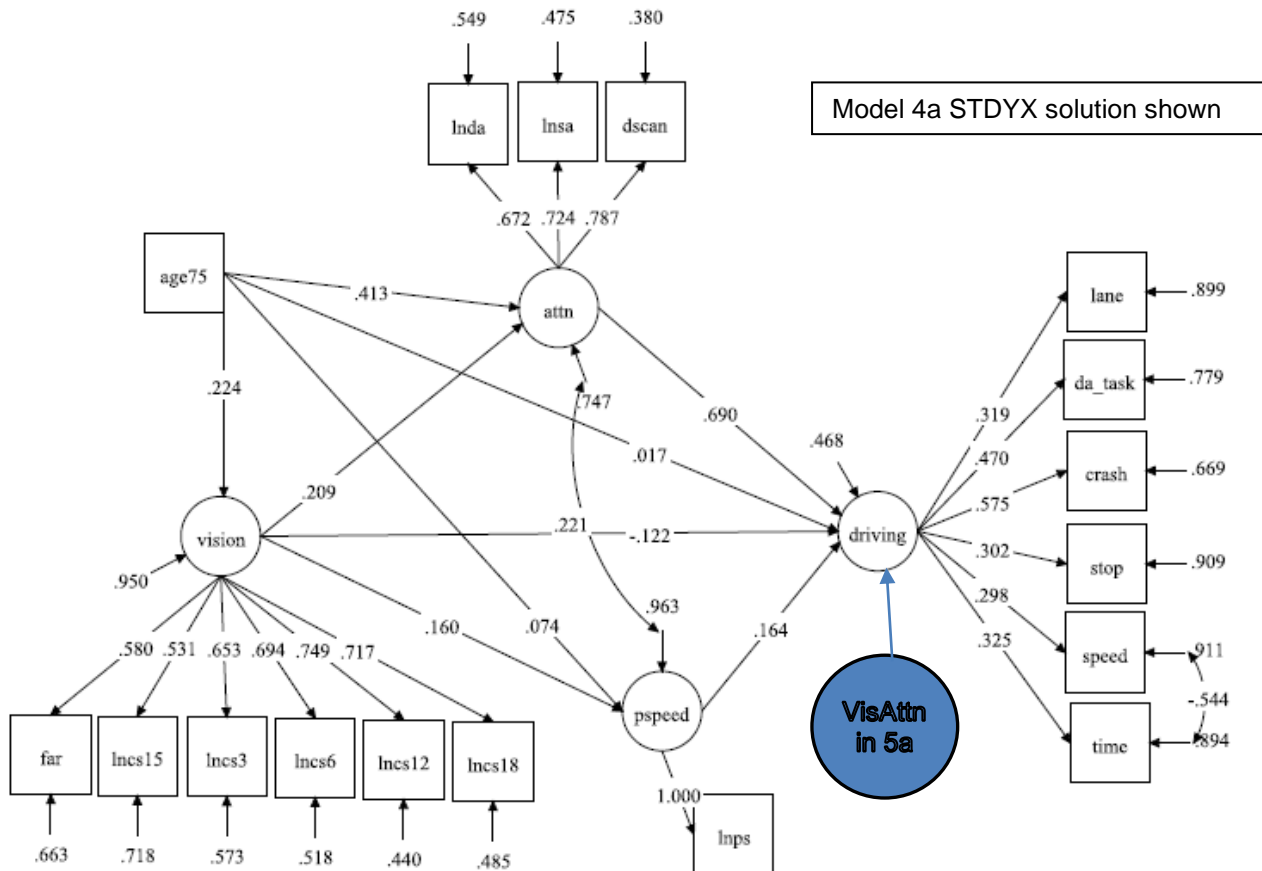 .549 .475 .380
Model 4a STDYX solution shown
lnda lnsa dscan
.672 .724 .787
age75
.413
attn
lane .899
.224
.747
.690
da_task .779
.319
.017
.468
.470
crash .669
.209
.575
vision
.221 -.122
driving
.302
stop .909
.950
.298
.963
.160 .074
.164
.325
.580 .531 .653 .694 .749 .717
speed .911
-.544
pspeed
VisAttn
in 5a
far lncs15 lncs3 lncs6 lncs12 lncs18
time .894
1.000
lnps
.663 .718 .573 .518 .440 .485